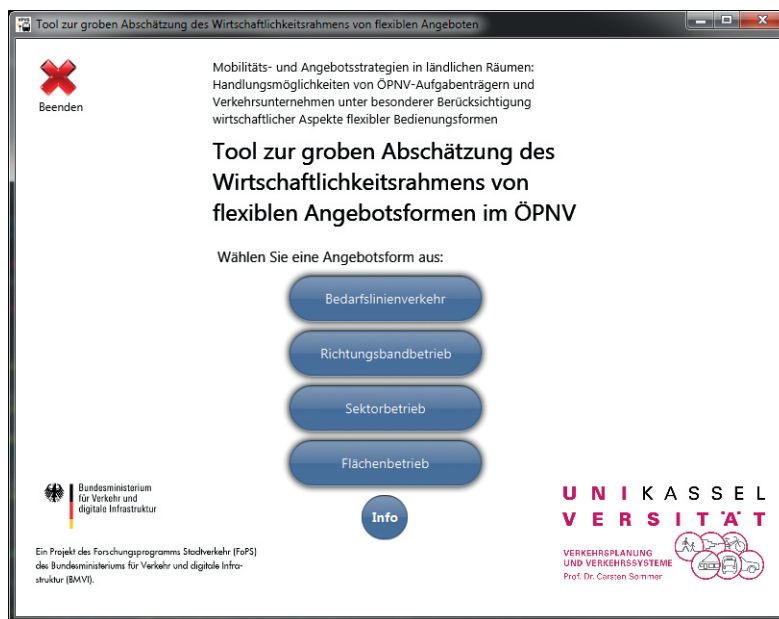 Tool zur groben Abschätzung des Wirtschaftlichkeitsrahmens von flexiblen Angeboten
Beenden
Mobilitäts- und Angebotsstrategien in ländlichen Räumen:
Handlungsmöglichkeiten von ÖPNV-Aufgabenträgern und
Verkehrsunternehmen unter besonderer Berücksichtigung
wirtschaftlicher Aspekte flexibler Bedienungsformen
Tool zur groben Abschätzung des
Wirtschaftlichkeitsrahmens von
flexiblen Angebotsformen im ÖPNV
Wählen Sie eine Angebotsform aus:
Bedarfslinienverkehr
Richtungsbandbetrieb
Sektorbetrieb
Flächenbetrieb
Info
Bundesministerium
für Verkehr und
digitale Infrastruktur
Ein Projekt des Forschungsprogramms Stadtverkehr (FoPS)
des Bundesministeriums für Verkehr und digitale Infra-
struktur (BMVI).
UNIKASSEL
VERSITÄT
VERKEHRSPLANUNG
UND VERKEHRSSYSTEME
Prof. Dr. Carsten Sommer